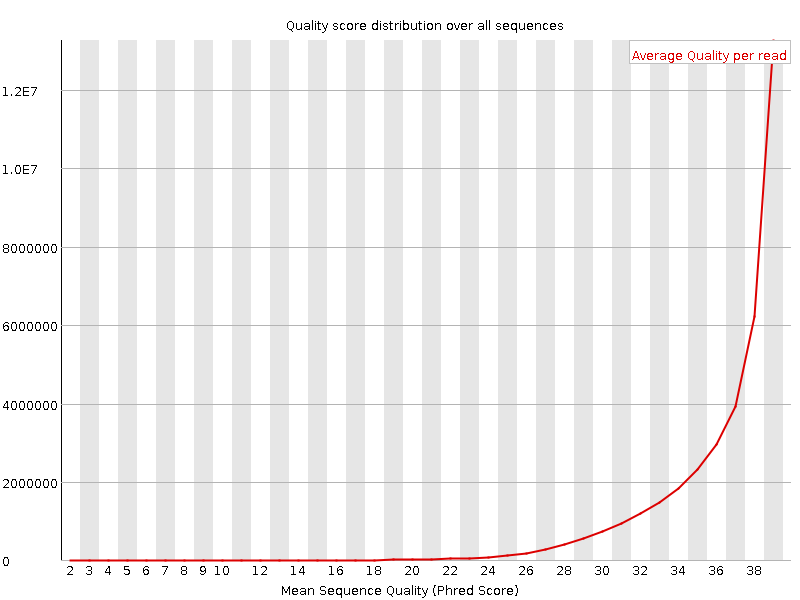 Quality score distribution over all sequences
Average Quality per read
1.2E7
1.0E7
8000000
6000000
4000000
2000000
0
2 3 4 5 6 7 8 9 10 12 14 16 18 20 22 24 26 28 30 32 34 36 38
Mean Sequence Quality (Phred Score)